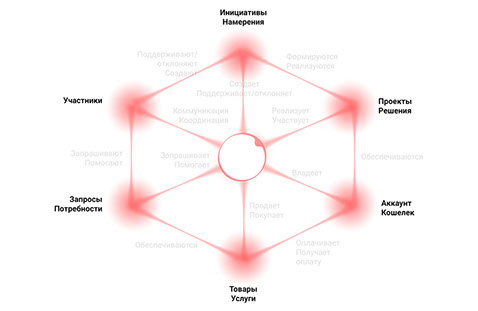 Инициативы
Намерения
Поддерживают/
отклоняют
Создают
Формируются
Реализуются
Создает
Поддерживает/отклоняет
Участники
Проекты
Решения
Коммуникация
Координация
Реализует
Участвует
Запрашивают
Помогают
Запрашивает
Помогает
Обеспечиваются
Владеет
Запросы
Потребности
Аккаунт
Кошелек
Продает
Покупает
Обеспечиваются
Оплачивает
Получает
оплату
Товары
Услуги